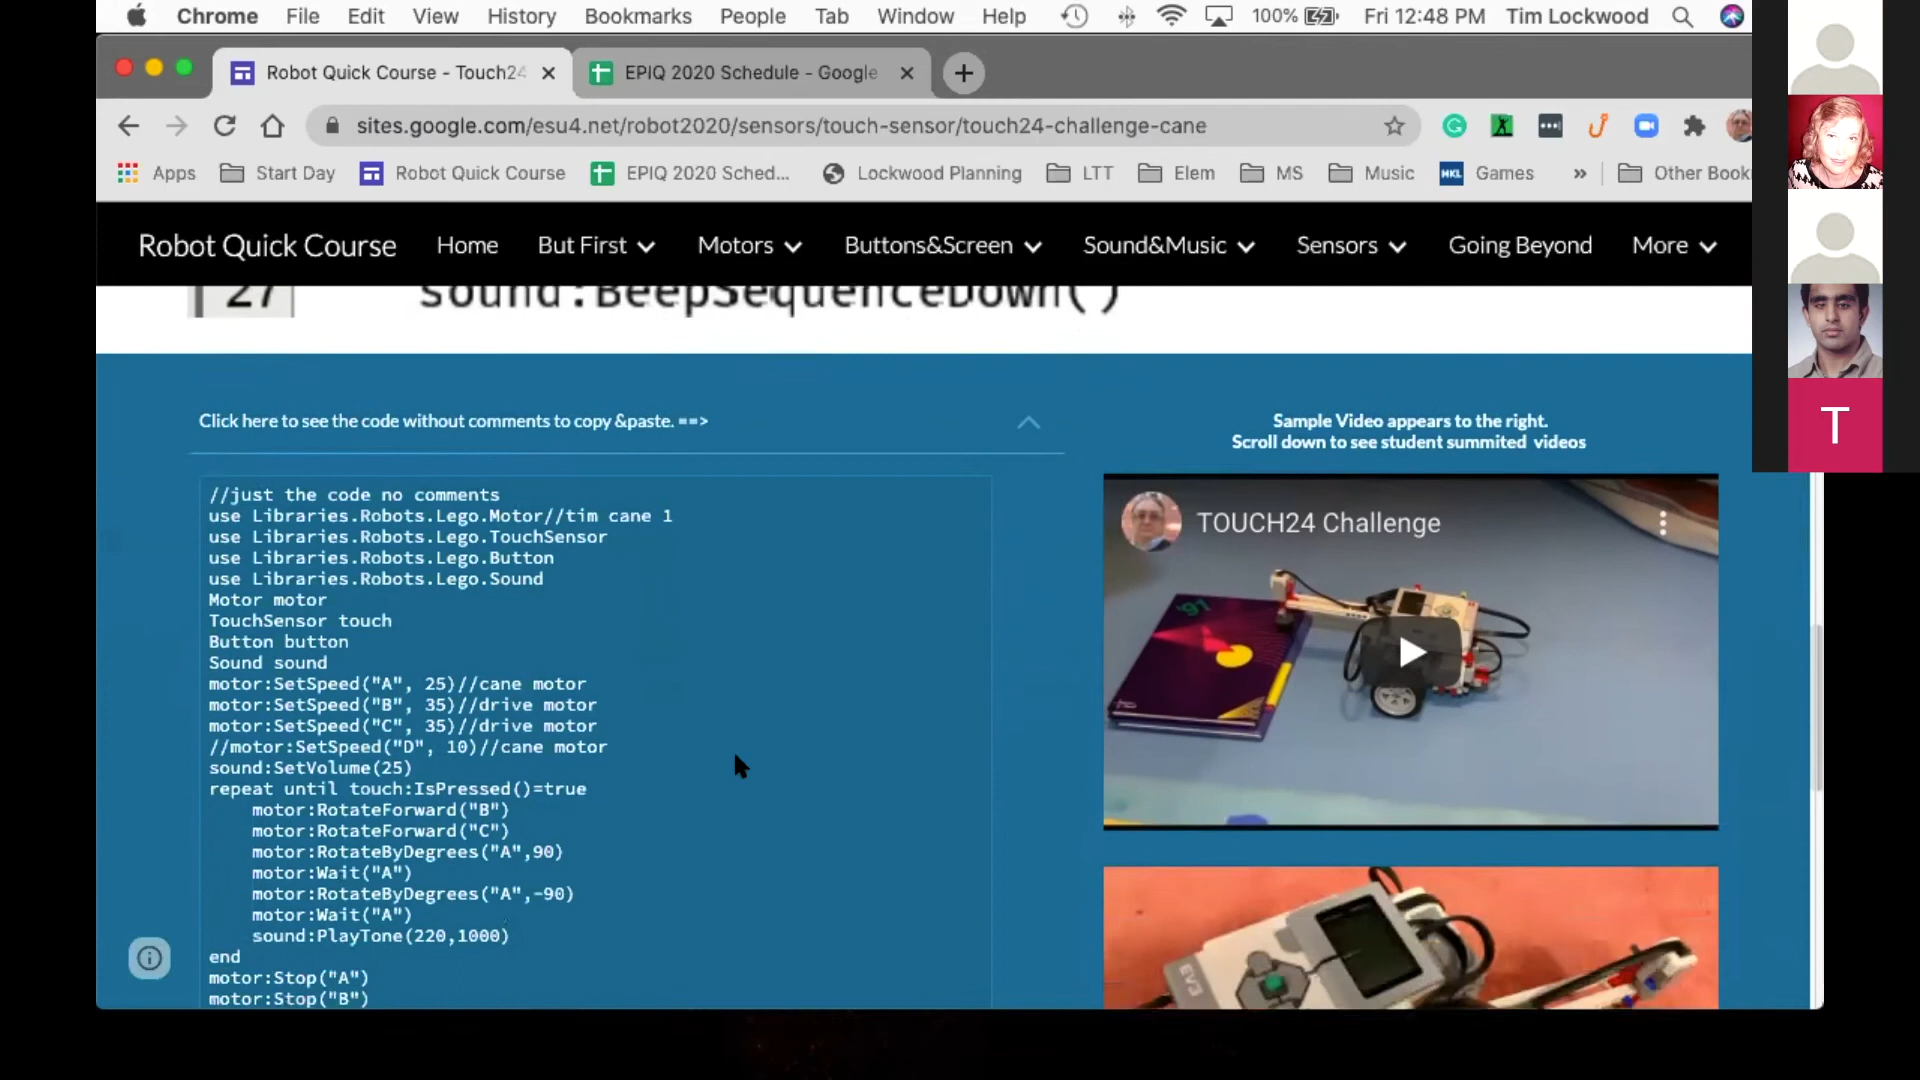 Chrome File Edit View History Bookmarks People Tab Window Help 100% Fri 12:48 PM Tim Lockwood
Robot Quick Course - Touch24
EPIQ 2020 Schedule - Google
sites.google.com/esu4.net/robot2020/sensors/touch-sensor/touch24-challenge-cane
Apps Start Day Robot Quick Course EPIQ 2020 Sched... Lockwood Planning LTT Elem MS Music HKL Games » Other Book
Robot Quick Course Home But First Motors Buttons&Screen Sound&Music Sensors Going Beyond More
27 sound:BeepSequenceDown()
Click here to see the code without comments to copy &paste. ==>
//just the code no comments
use Libraries.Robots.Lego.Motor//tim cane 1
use Libraries.Robots.Lego.TouchSensor
use Libraries.Robots.Lego.Button
use Libraries.Robots.Lego.Sound
Motor motor
TouchSensor touch
Button button
Sound sound
motor:SetSpeed("A", 25)//cane motor
motor:SetSpeed("B", 35)//drive motor
motor:SetSpeed("C", 35)//drive motor
//motor:SetSpeed("D", 10)//cane motor
sound:SetVolume(25)
repeat until touch:IsPressed()=true
motor:RotateForward("B")
motor:RotateForward("C")
motor:RotateByDegrees("A",90)
motor:Wait("A")
motor:RotateByDegrees("A",-90)
motor:Wait("A")
sound:PlayTone(220,1000)
end
motor:Stop("A")
motor:Stop("B")
Sample Video appears to the right.
Scroll down to see student summited videos
TOUCH24 Challenge
'91
EV3
T